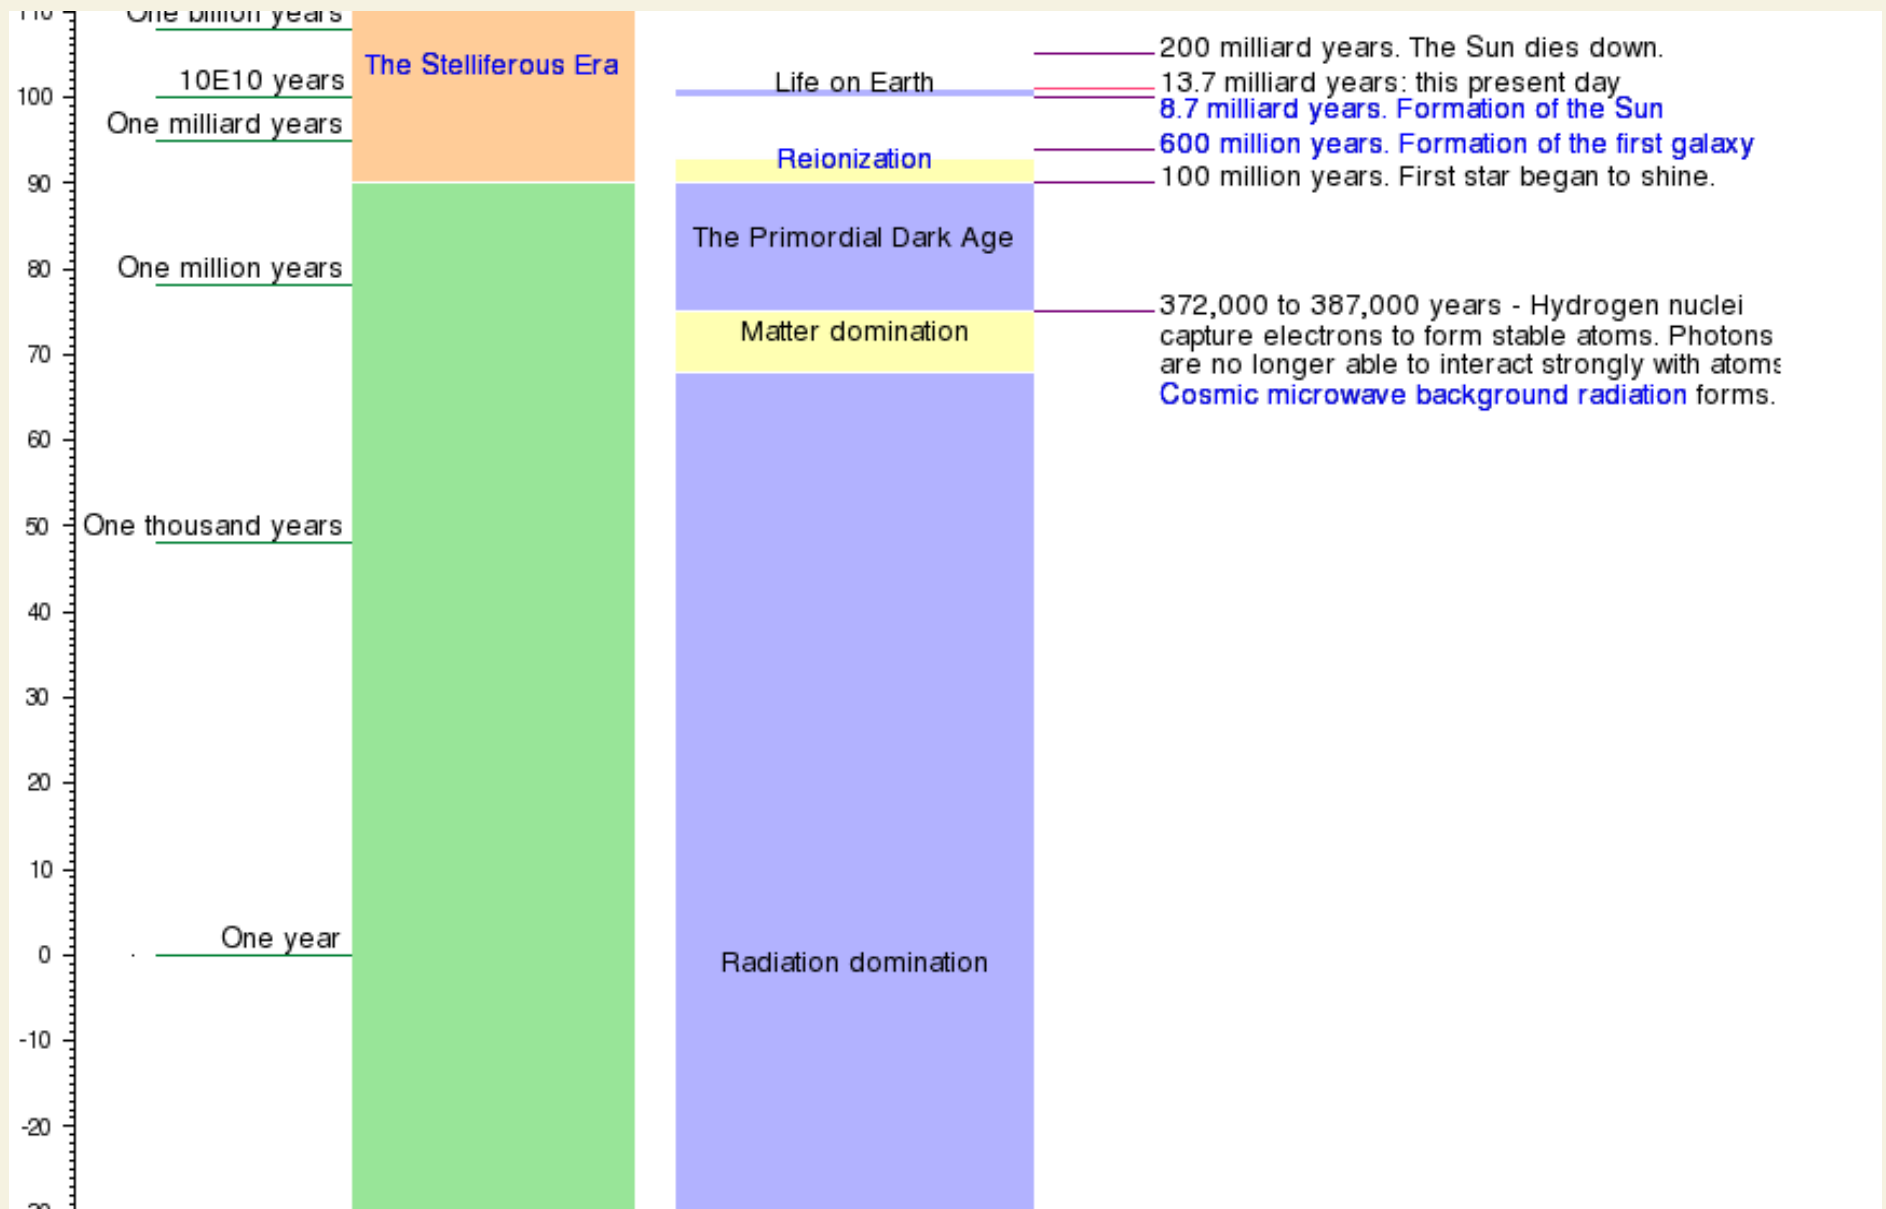 110
One billion years
The Stelliferous Era
200 milliard years. The Sun dies down.
10E10 years
100
Life on Earth
13.7 milliard years: this present day
8.7 milliard years. Formation of the Sun
One milliard years
600 million years. Formation of the first galaxy
Reionization
90
100 million years. First star began to shine.
The Primordial Dark Age
80
One million years
372,000 to 387,000 years - Hydrogen nuclei
capture electrons to form stable atoms. Photons
are no longer able to interact strongly with atoms
Cosmic microwave background radiation forms.
Matter domination
70
60
50
One thousand years
40
30
20
10
One year
0
Radiation domination
-10
-20